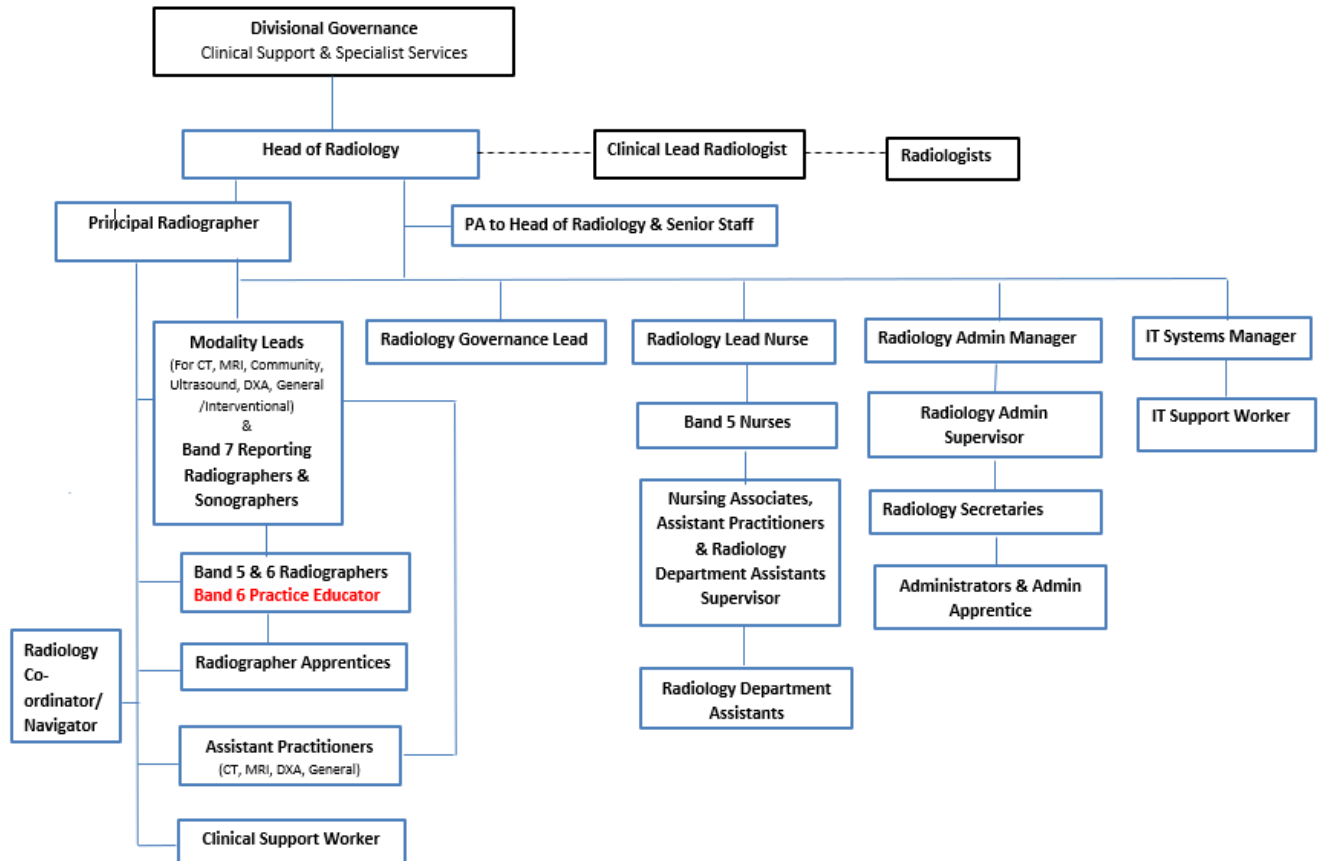 Divisional Governance
Clinical Support & Specialist Services
Head of Radiology
Clinical Lead Radiologist
Radiologists
Principal Radiographer
PA to Head of Radiology & Senior Staff
Modality Leads
(For CT, MRI, Community,
Ultrasound, DXA, General
/Interventional)
&
Band 7 Reporting
Radiographers &
Sonographers
Radiology Governance Lead
Radiology Lead Nurse
Radiology Admin Manager
IT Systems Manager
Band 5 Nurses
Radiology Admin
Supervisor
IT Support Worker
Nursing Associates,
Assistant Practitioners
& Radiology
Department Assistants
Supervisor
Radiology Secretaries
Band 5 & 6 Radiographers
Band 6 Practice Educator
Administrators & Admin
Apprentice
Radiology
Co-
ordinator/
Navigator
Radiographer Apprentices
Radiology Department
Assistants
Assistant Practitioners
(CT, MRI, DXA, General)
Clinical Support Worker